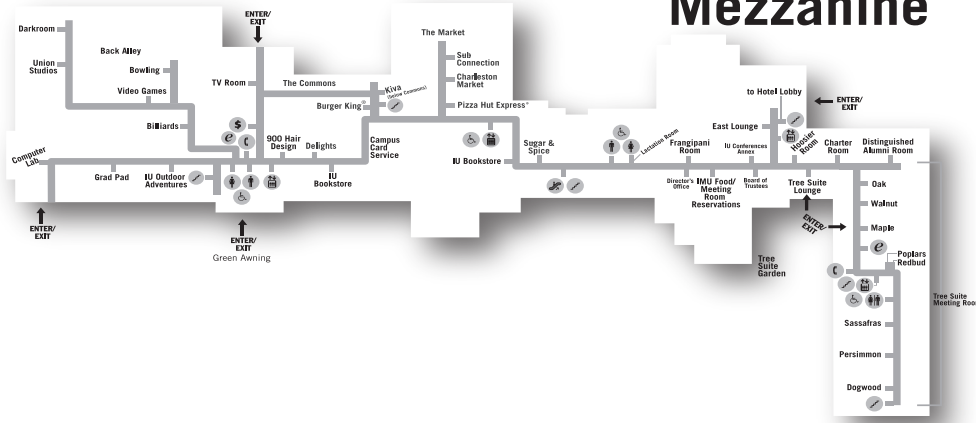 Mezzanine
ENTER/
EXIT
Darkroom
Union
Studios
Back Alley
Bowling
Video Games
Billiards
TV Room
The Commons
Burger King®
Kiva
(below Commons)
The Market
Sub
Connection
Charleston
Market
Pizza Hut Express*
$
e
900 Hair
Design
Delights
Campus
Card
Service
IU Bookstore
Sugar &
Spice
Lactation Room
Frangipani
Room
East Lounge
IU Conferences
Annex
to Hotel Lobby
ENTER/
EXIT
Hoosier
Room
Charter
Room
Distinguished
Alumni Room
Computer
Lab
Grad Pad
IU Outdoor
Adventures
IU
Bookstore
Director's
Office
IMU Food/
Meeting
Room
Reservations
Board of
Trustees
Tree Suite
Lounge
ENTER/
EXIT
Oak
Walnut
Maple
e
Poplars
Redbud
ENTER/
EXIT
ENTER/
EXIT
Green Awning
Tree
Suite
Garden
Tree Suite
Meeting Roo
Sassafras
Persimmon
Dogwood